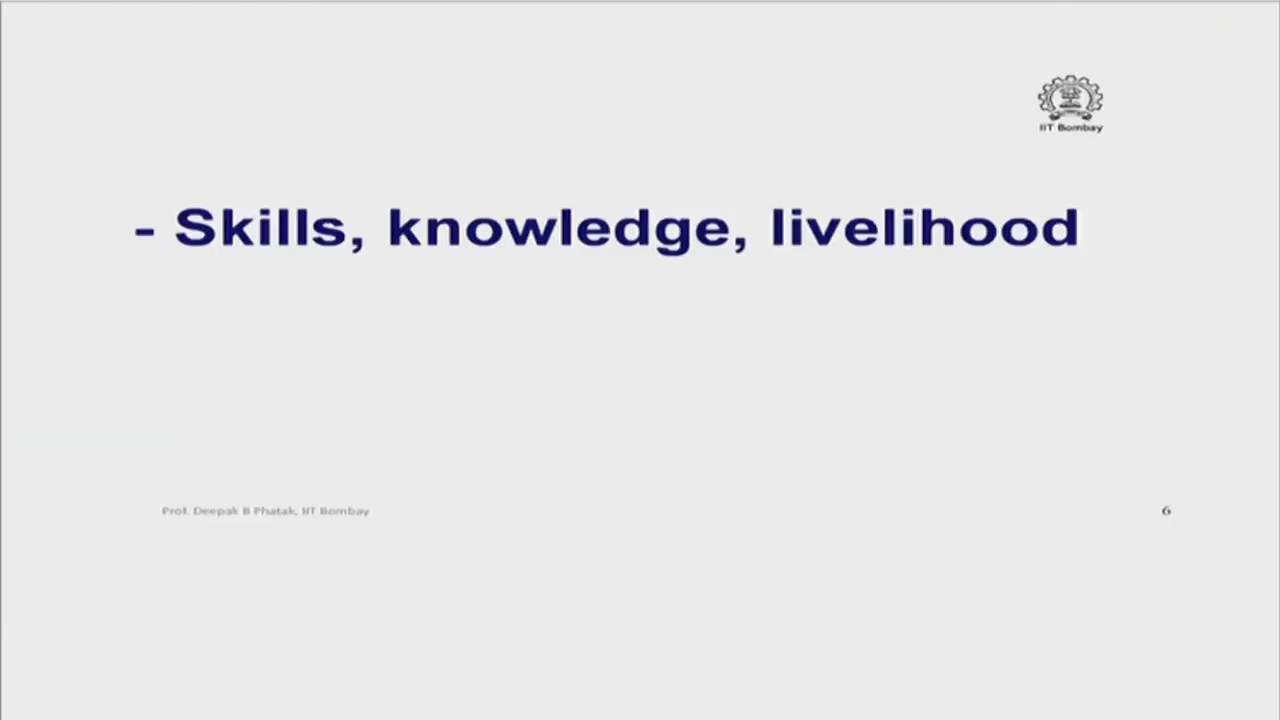 IIT Bombay
- Skills, knowledge, livelihood
Prof. Deepak B Phatak, IIT Bombay
6